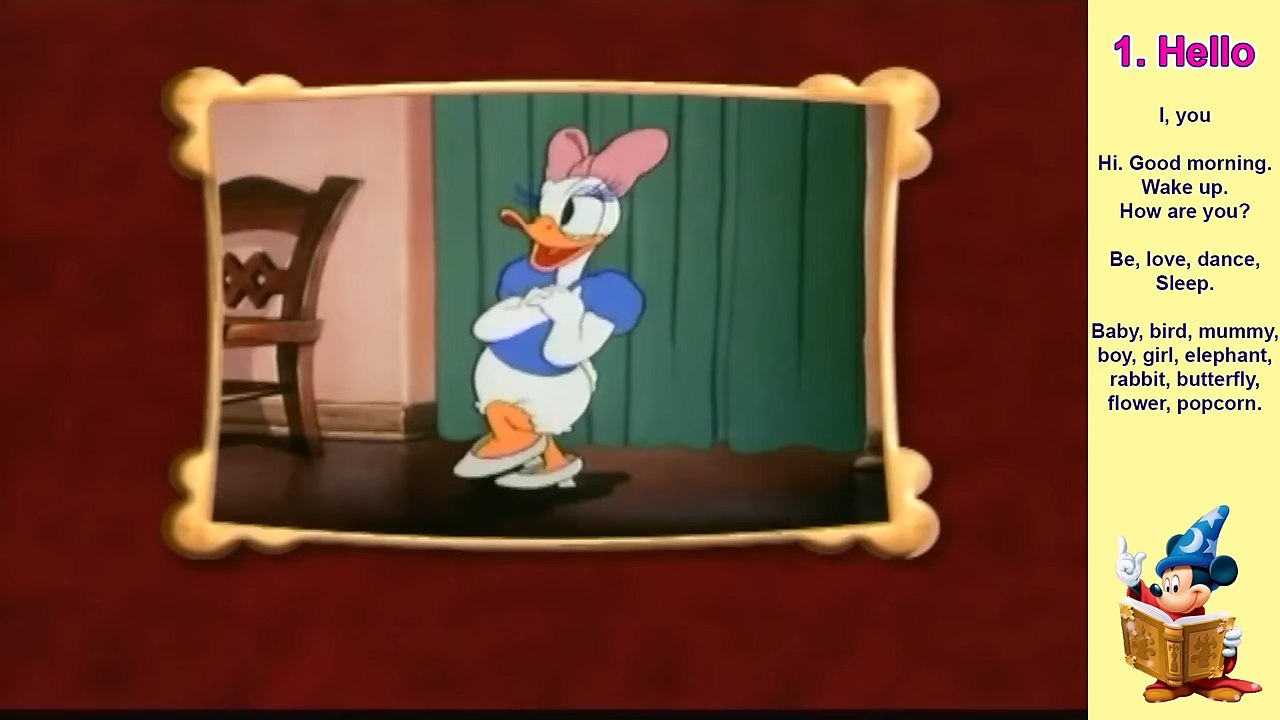 1. Hello
I, you
Hi. Good morning.
Wake up.
How are you?
Be, love, dance,
Sleep.
Baby, bird, mummy,
boy, girl, elephant,
rabbit, butterfly,
flower, popcorn.